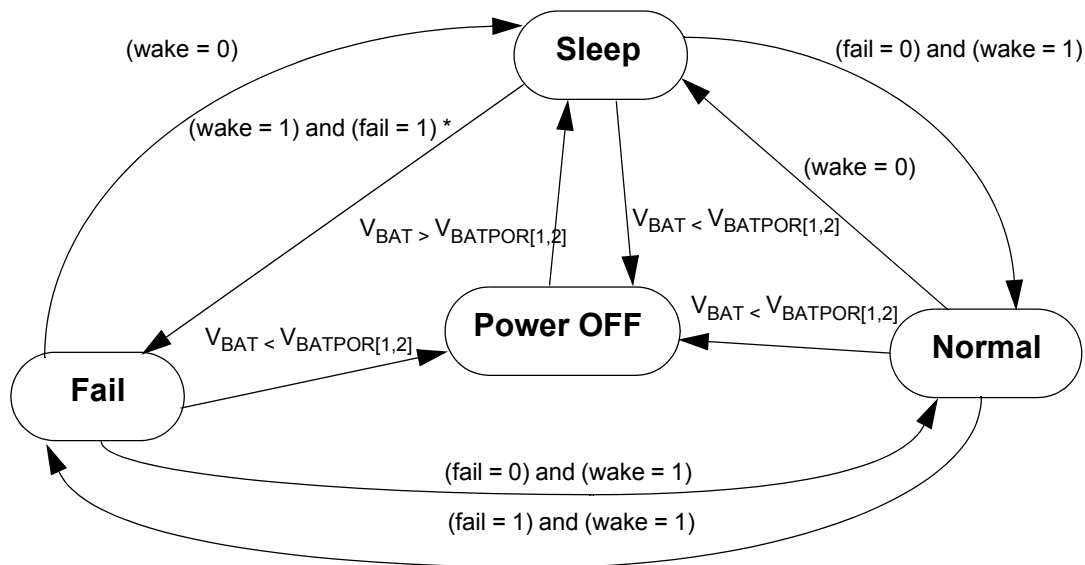 Sleep
(wake = 0)
(fail = 0) and (wake = 1)
(wake = 1) and (fail = 1) *
(wake = 0)
VBAT > VBATPOR[1,2]
VBAT < VBATPOR[1,2]
VBAT < VBATPOR[1,2]
Power OFF
VBAT < VBATPOR[1,2]
Normal
Fail
(fail = 0) and (wake = 1)
(fail = 1) and (wake = 1)